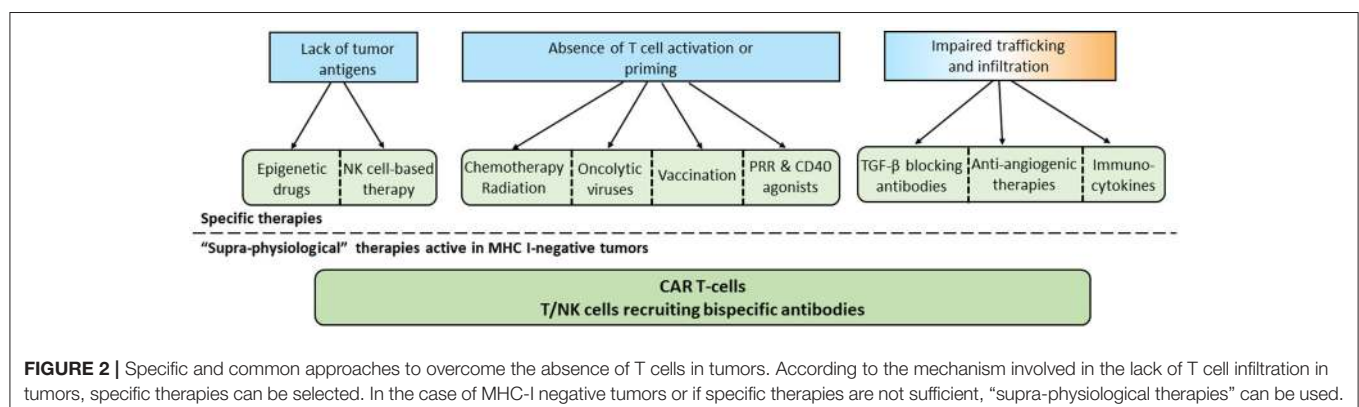 Lack of tumor
antigens
Absence of T cell activation or
priming
Impaired trafficking
and infiltration
Epigenetic
drugs
NK cell-based
therapy
Chemotherapy
Radiation
Oncolytic
viruses
Vaccination
PRR & CD40
agonists
TGF-β blocking
antibodies
Anti-angiogenic
therapies
Immuno-
cytokines
Specific therapies
“Supra-physiological” therapies active in MHC I-negative tumors
CAR T-cells
T/NK cells recruiting bispecific antibodies
FIGURE 2 | Specific and common approaches to overcome the absence of T cells in tumors. According to the mechanism involved in the lack of T cell infiltration in
tumors, specific therapies can be selected. In the case of MHC-I negative tumors or if specific therapies are not sufficient, “supra-physiological therapies” can be used.